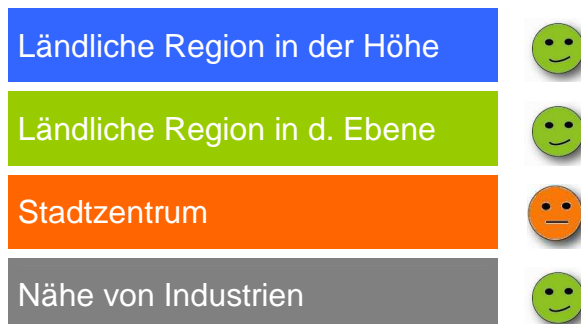 Ländliche Region in der Höhe
Ländliche Region in d. Ebene
Stadtzentrum
Nähe von Industrien